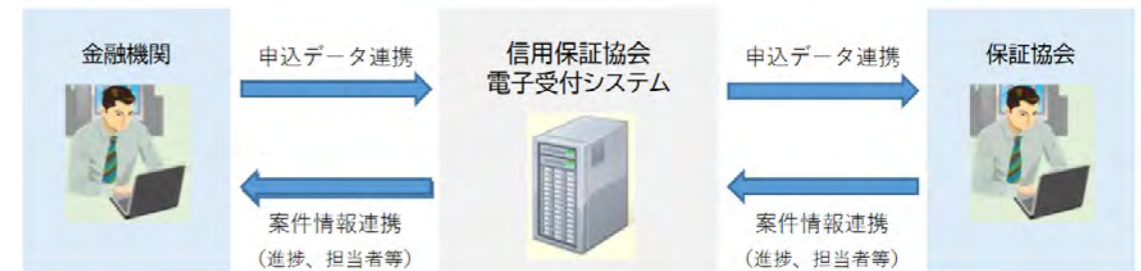 金融機関
申込データ連携
信用保証協会
電子受付システム
申込データ連携
保証協会
案件情報連携
（進捗、担当者等）
案件情報連携
（進捗、担当者等）